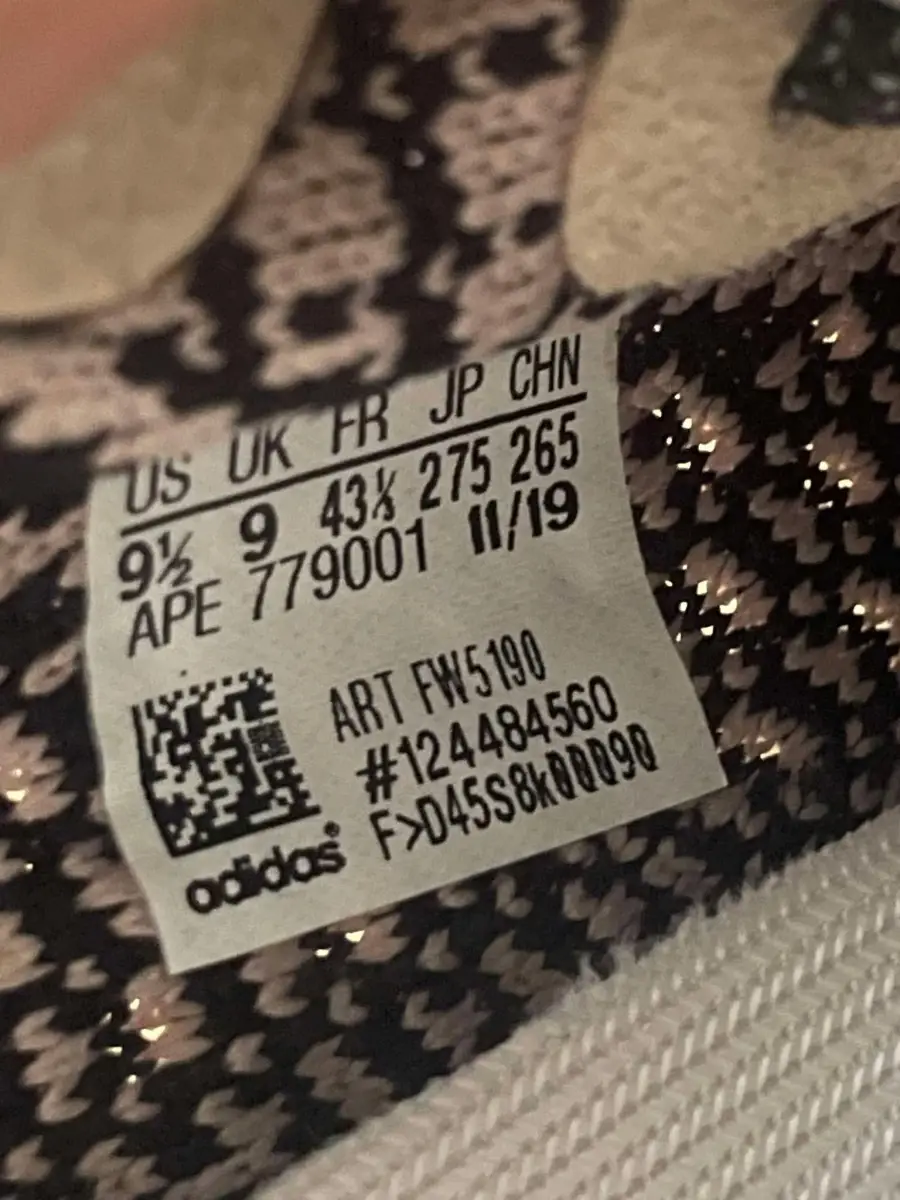 US UK FR JP CHN
9½ 9 43⅓ 275 265
APE 779001 11/19
ART FW5190
#124484560
F>D45S8k00090
adidas®